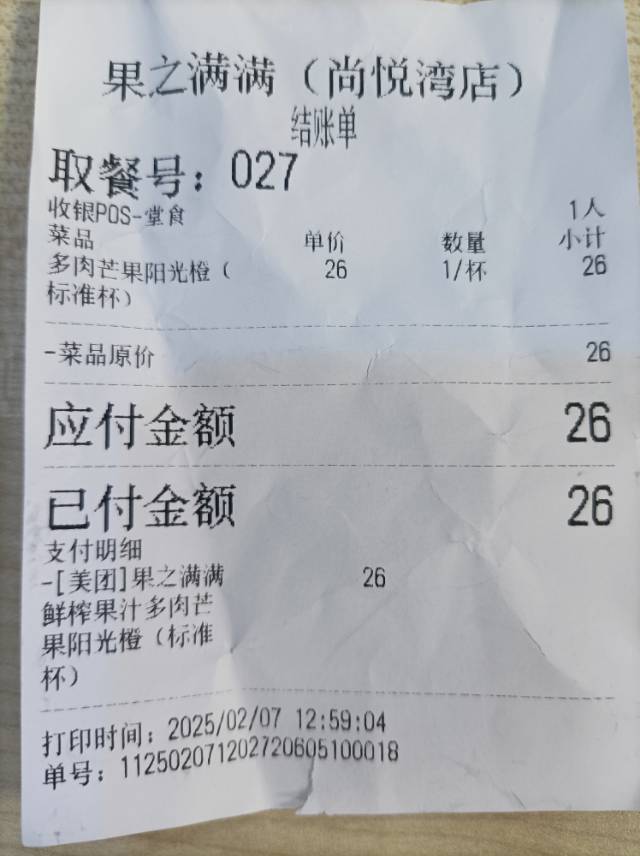 果之满满（尚悦湾店）
结账单
取餐号：027
收银POS-堂食 1人
菜品 单价 数量 小计
多肉芒果阳光橙（ 26 1/杯 26
标准杯）
-菜品原价 26
应付金额 26
已付金额 26
支付明细
-[美团]果之满满 26
鲜榨果汁多肉芒
果阳光橙（标准
杯）
打印时间：2025/02/07 12:59:04
单号：112502071202720605100018